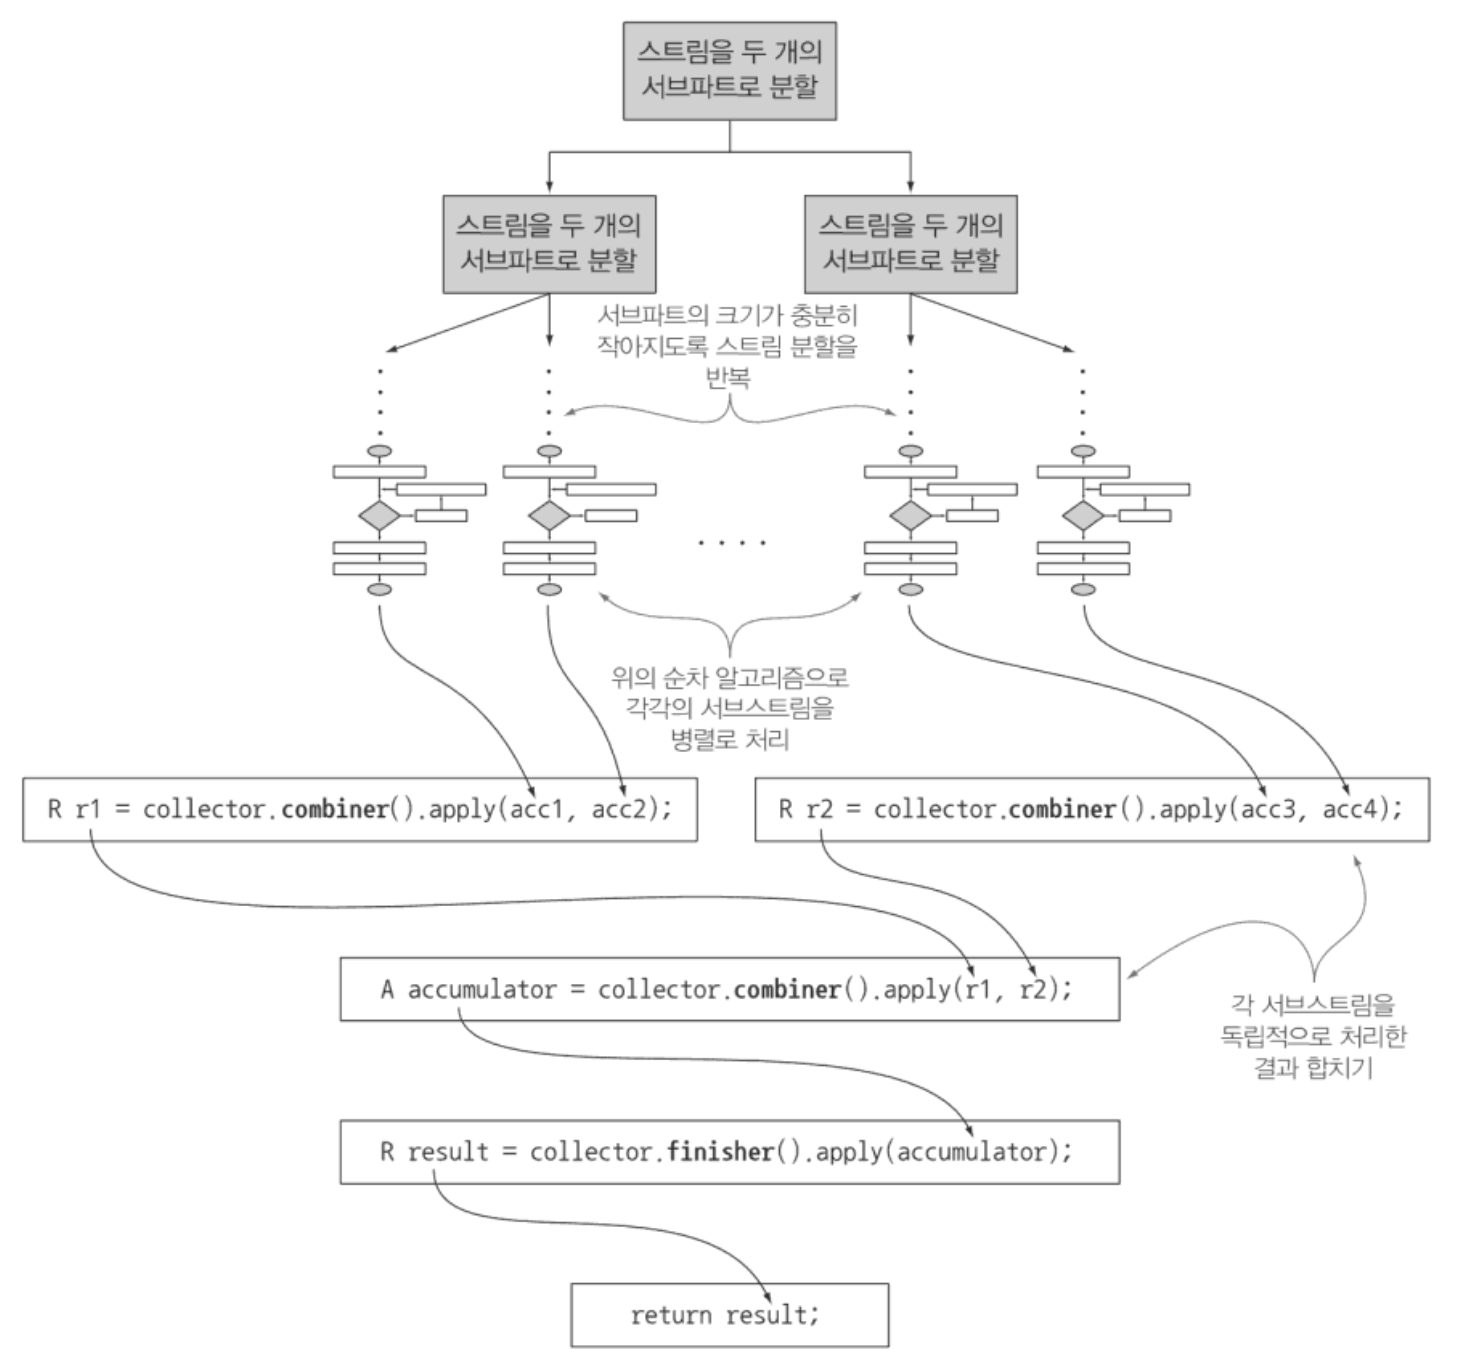 스트림을 두 개의
서브파트로 분할
스트림을 두 개의
서브파트로 분할
스트림을 두 개의
서브파트로 분할
서브파트의 크기가 충분히
작아지도록 스트림 분할을
반복
위의 순차 알고리즘으로
각각의 서브스트림을
병렬로 처리
R r1 = collector.combiner().apply(acc1, acc2);
R r2 = collector.combiner().apply(acc3, acc4);
A accumulator = collector.combiner().apply(r1, r2);
각 서브스트림을
독립적으로 처리한
결과 합치기
R result = collector.finisher().apply(accumulator);
return result;